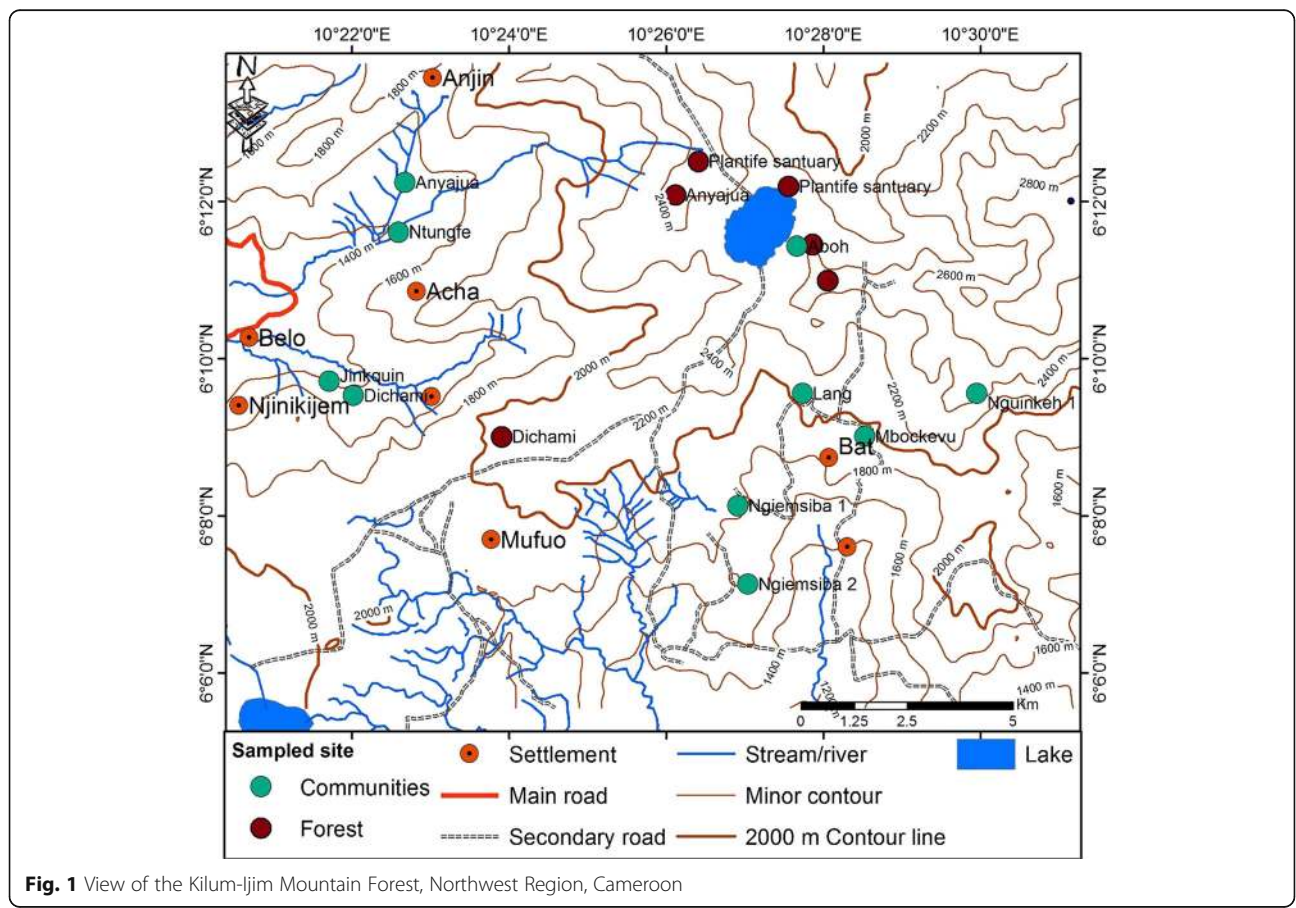 10°22'0"E 10°24'0"E 10°26'0"E 10°28'0"E 10°30'0"E
N
1800 m
Anjin
2000 m
2200 m
1800 m
Plantife santuary
6°12'0"N
Anyajua
Anyajua
Plantife santuary
2800 m
6°12'0"N
2400 m
Ntungfe
1400 m
Aboh
1600 m
2600 m
Acha
6°10'0"N
Belo
2400 m
2000 m
2400 m
6°10'0"N
Jinkquin
Dichami
1800 m
Lang
2200 m
Njinikijem
Nguinkeh 1
2200 m
Dichami
Mbockevu
Bat
1800 m
1600 m
6°8'0"N
Ngiemsiba 1
6°8'0"N
Mufuo
1600 m
2000 m
Ngiemsiba 2
2000 m
2000 m
6°6'0"N
1400 m
1600 m
6°6'0"N
1200 m
1400 m
Km
0 1.25 2.5 5
Sampled site
Communities
Forest
Settlement
Main road
Secondary road
Stream/river
Minor contour
2000 m Contour line
Lake
Fig. 1 View of the Kilum-Ijim Mountain Forest, Northwest Region, Cameroon